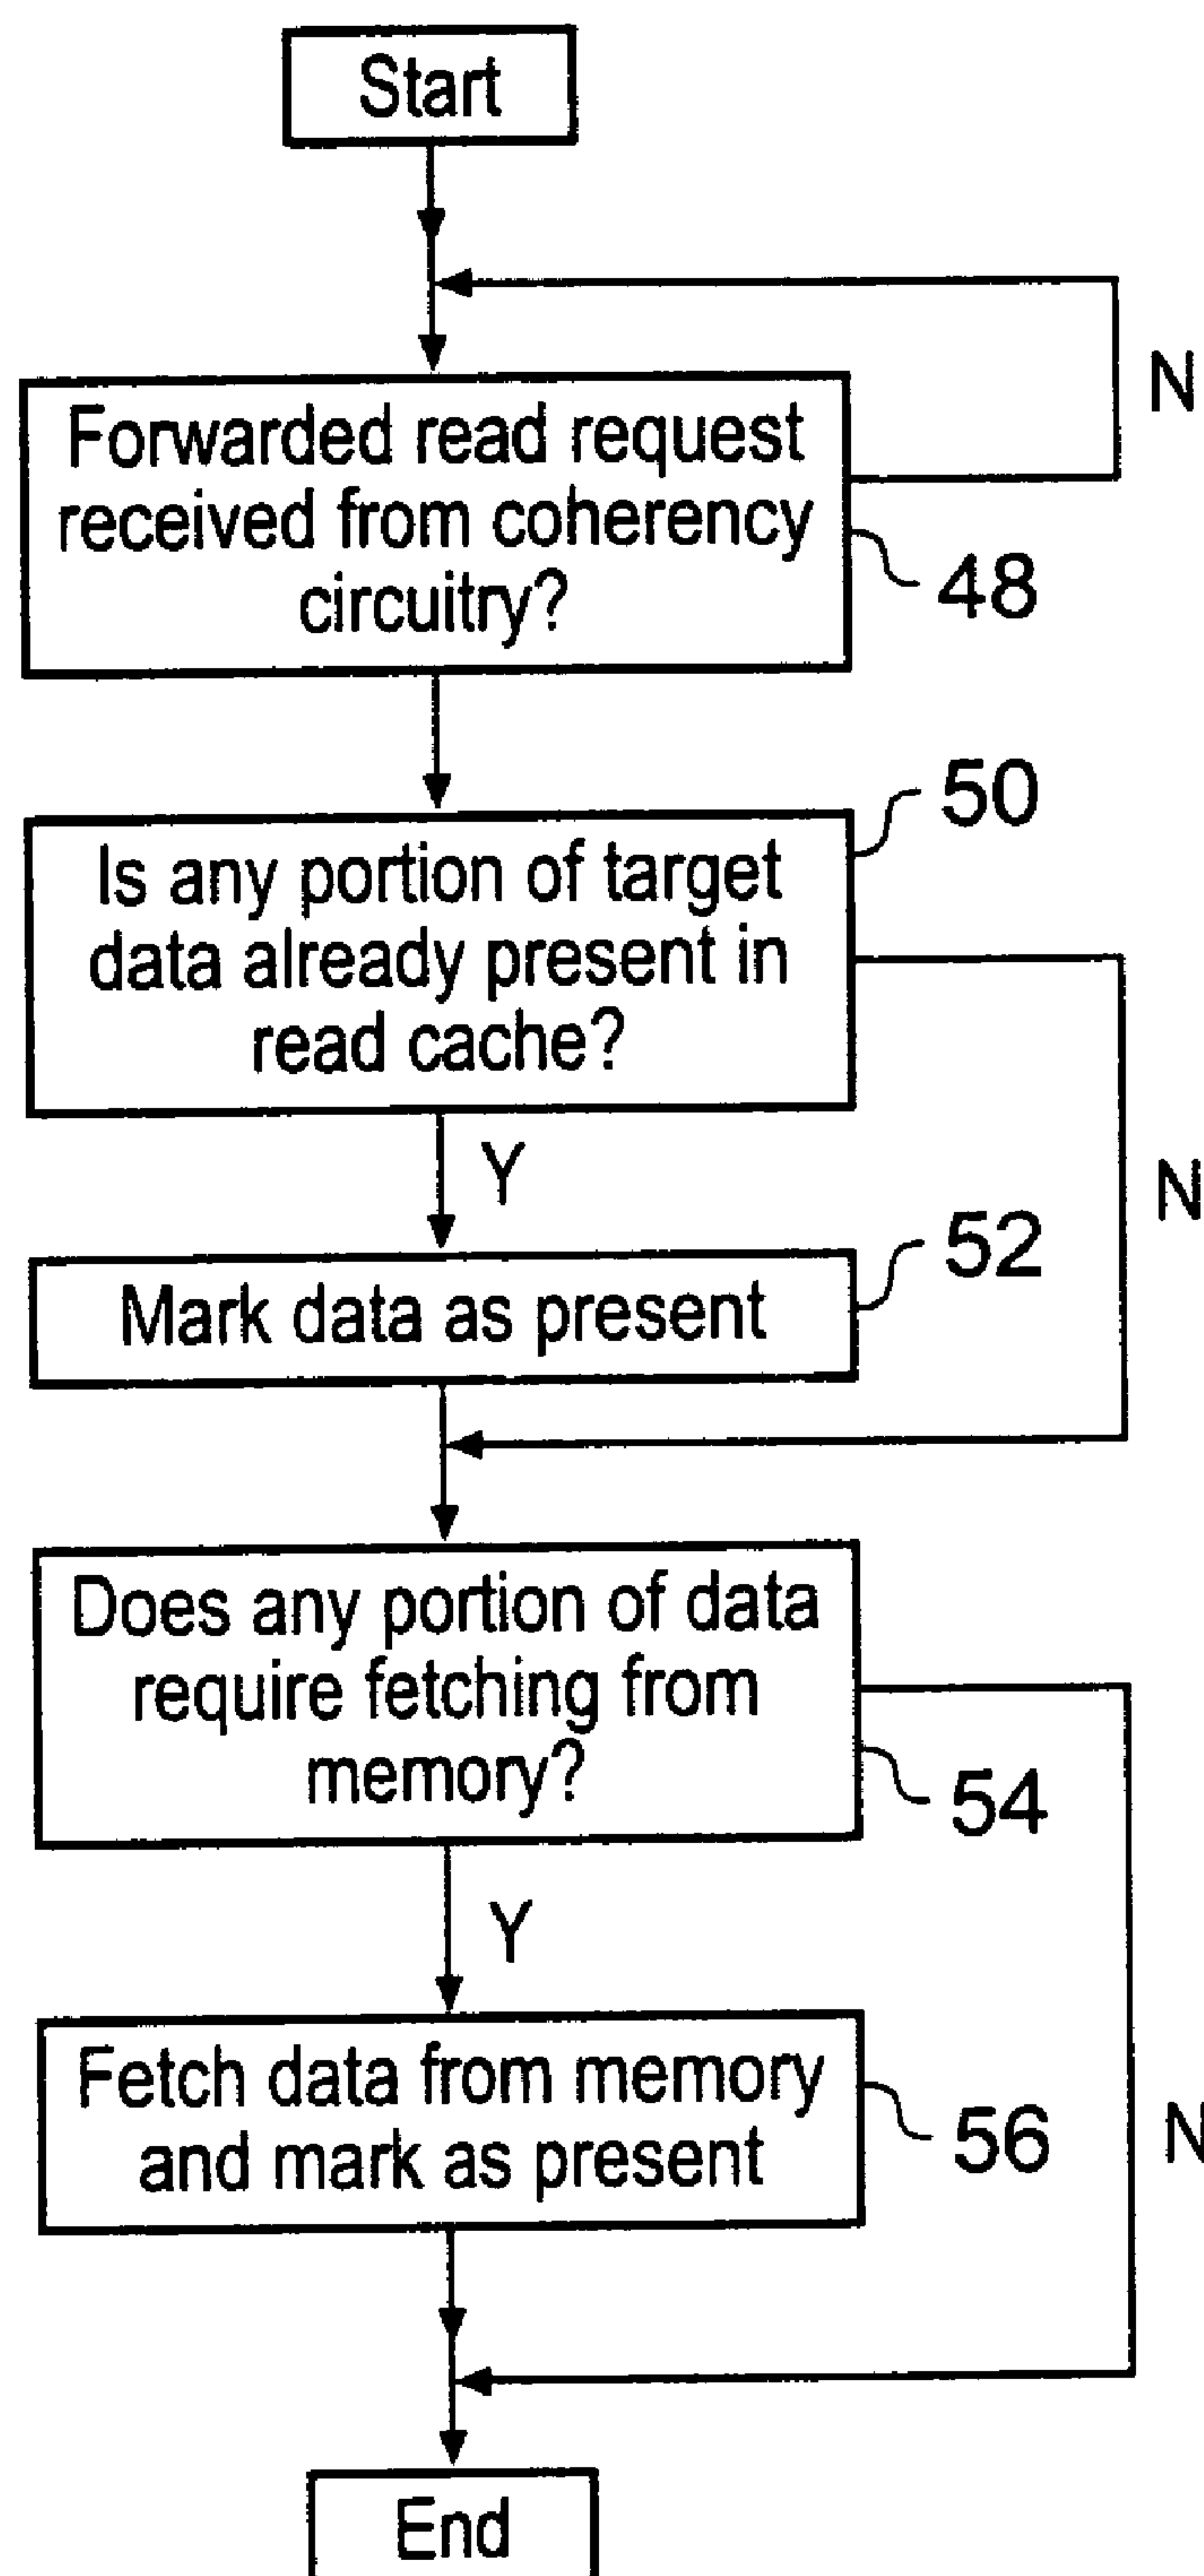 Start
N
Forwarded read request
received from coherency
circuitry?
48
50
Is any portion of target
data already present in
read cache?
Y
N
52
Mark data as present
Does any portion of data
require fetching from
memory?
54
Y
Fetch data from memory
and mark as present
56
N
End